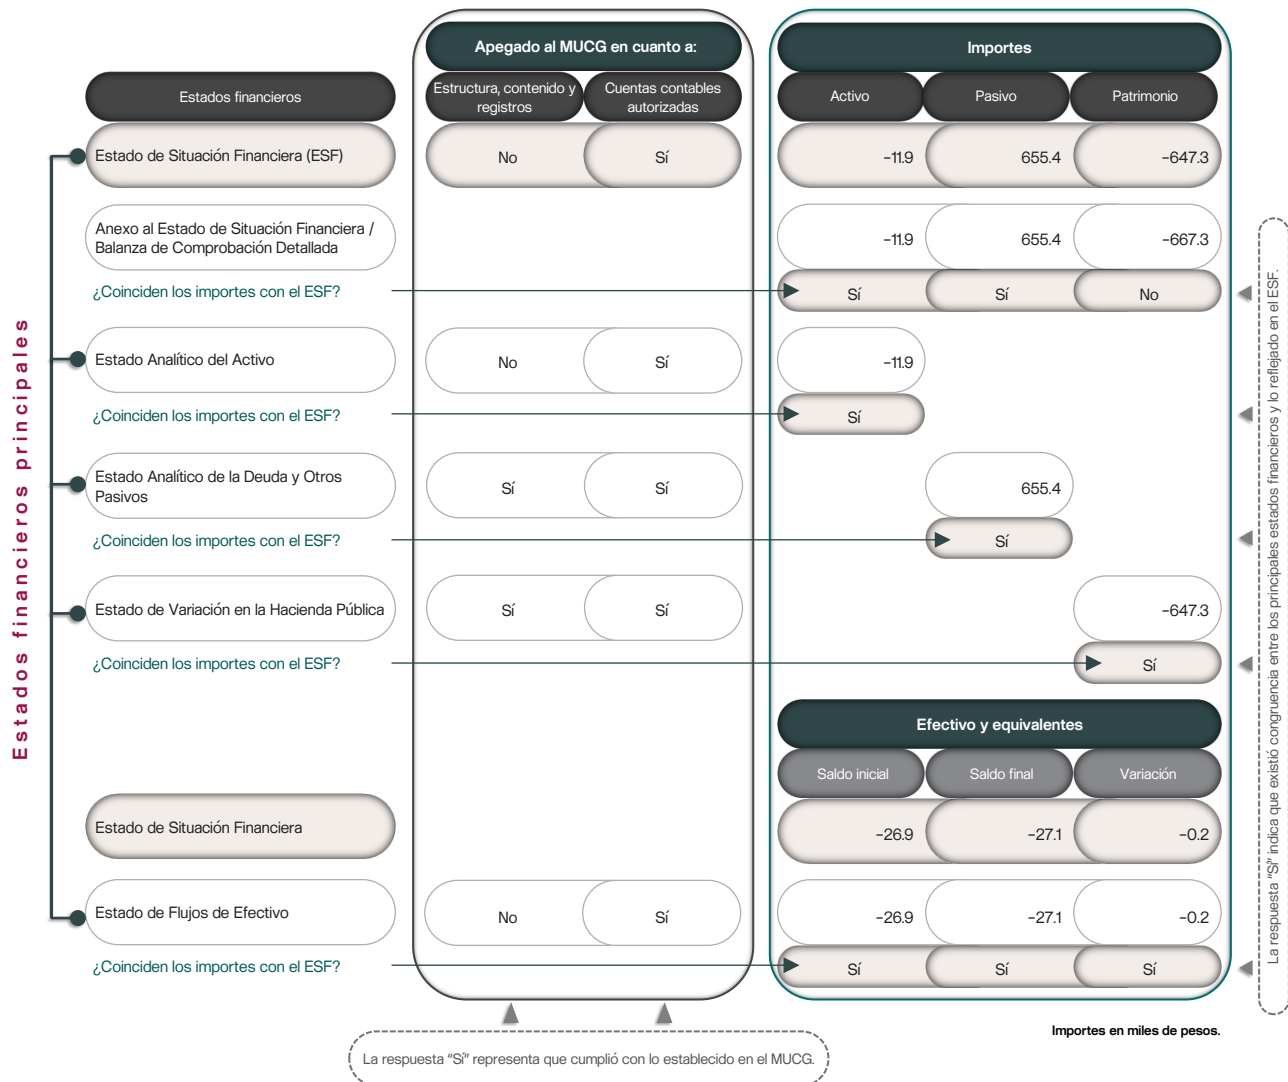 Apegado al MUCG en cuanto a:
Importes
Estados financieros
Estructura, contenido y
registros
Cuentas contables
autorizadas
Activo
Pasivo
Patrimonio
Estados financieros principales
Estado de Situación Financiera (ESF)
No
Sí
-11.9
655.4
-647.3
Anexo al Estado de Situación Financiera /
Balanza de Comprobación Detallada
-11.9
655.4
-667.3
¿Coinciden los importes con el ESF?
Sí
Sí
No
Estado Analítico del Activo
No
Sí
-11.9
¿Coinciden los importes con el ESF?
Sí
Estado Analítico de la Deuda y Otros
Pasivos
Sí
Sí
655.4
¿Coinciden los importes con el ESF?
Sí
Estado de Variación en la Hacienda Pública
Sí
Sí
-647.3
¿Coinciden los importes con el ESF?
Sí
Efectivo y equivalentes
Saldo inicial
Saldo final
Variación
Estado de Situación Financiera
-26.9
-27.1
-0.2
Estado de Flujos de Efectivo
No
Sí
-26.9
-27.1
-0.2
¿Coinciden los importes con el ESF?
Sí
Sí
Sí
La respuesta "Sí" indica que existió congruencia entre los principales estados financieros y lo reflejado en el ESF.
Importes en miles de pesos.
La respuesta "Sí" representa que cumplió con lo establecido en el MUCG.